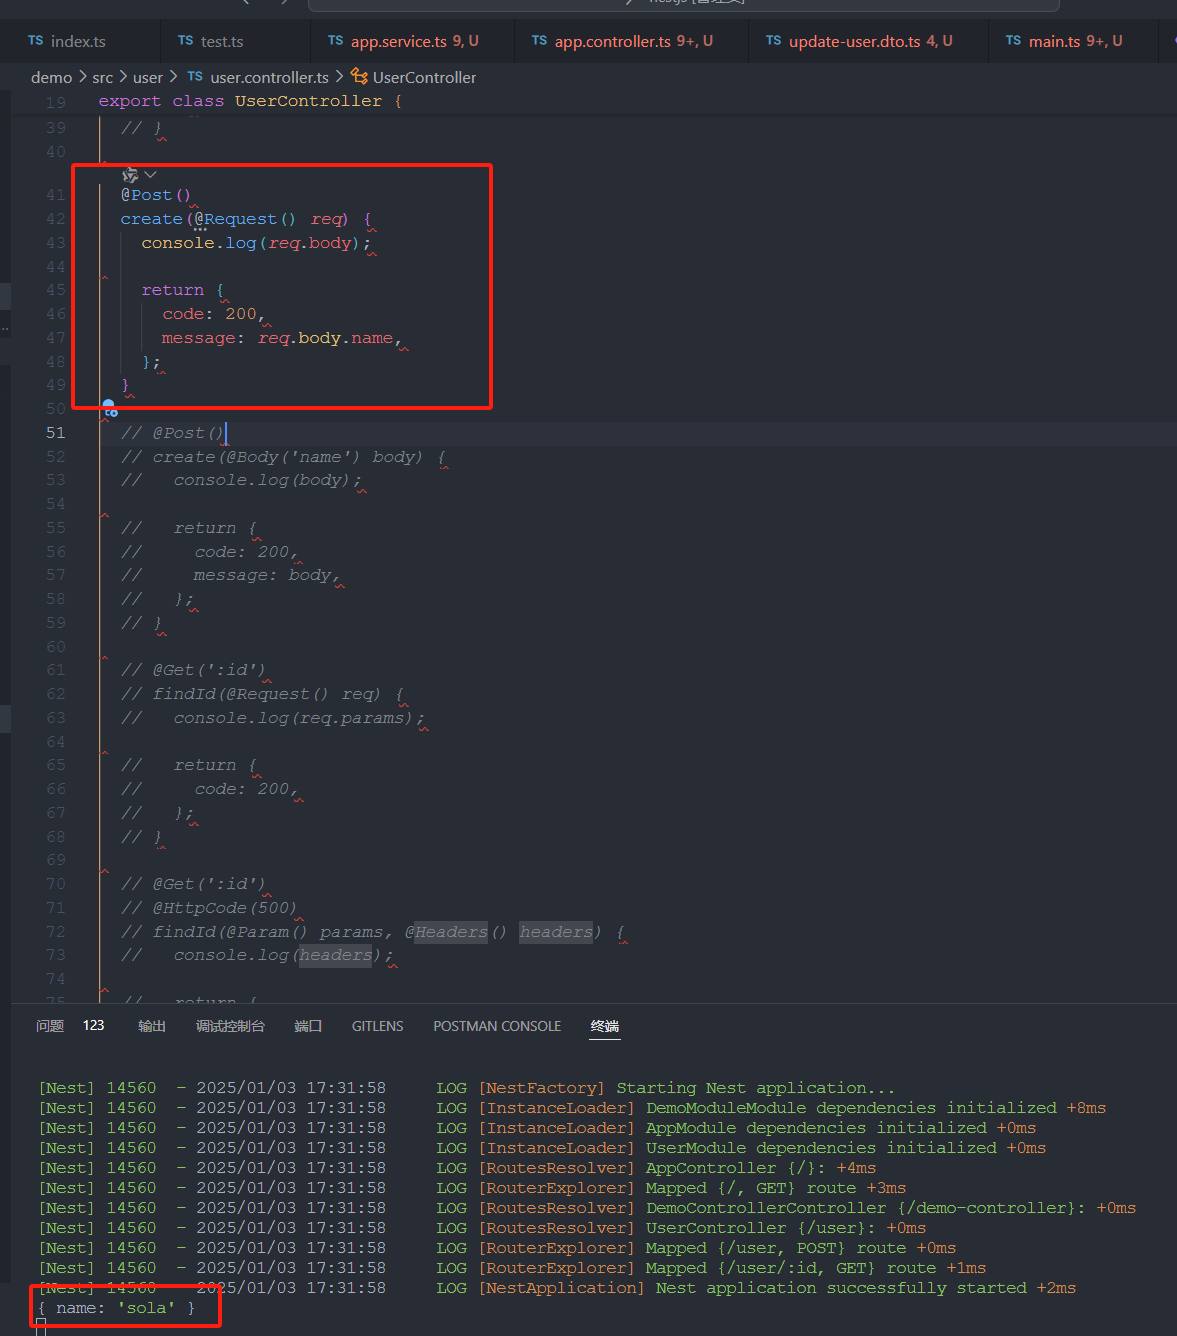 TS index.ts TS test.ts TS app.service.ts 9, U TS app.controller.ts 9+, U TS update-user.dto.ts 4, U TS main.ts 9+, U
demo > src > user > TS user.controller.ts > UserController
19 export class UserController {
39 // }
40
41 @Post()
42 create(@Request() req) {
43 console.log(req.body);
44
45 return {
46 code: 200,
47 message: req.body.name,
48 };
49 }
50
51 // @Post()
52 // create(@Body('name') body) {
53 // console.log(body);
54
55 // return {
56 // code: 200,
57 // message: body,
58 // };
59 // }
60
61 // @Get(':id')
62 // findId(@Request() req) {
63 // console.log(req.params);
64
65 // return {
66 // code: 200,
67 // };
68 // }
69
70 // @Get(':id')
71 // @HttpCode(500)
72 // findId(@Param() params, @Headers() headers) {
73 // console.log(headers);
74
75 // return {
问题 123 输出 调试控制台 端口 GITLENS POSTMAN CONSOLE 终端
[Nest] 14560 - 2025/01/03 17:31:58 LOG [NestFactory] Starting Nest application...
[Nest] 14560 - 2025/01/03 17:31:58 LOG [InstanceLoader] DemoModuleModule dependencies initialized +8ms
[Nest] 14560 - 2025/01/03 17:31:58 LOG [InstanceLoader] AppModule dependencies initialized +0ms
[Nest] 14560 - 2025/01/03 17:31:58 LOG [InstanceLoader] UserModule dependencies initialized +0ms
[Nest] 14560 - 2025/01/03 17:31:58 LOG [RoutesResolver] AppController {/}: +4ms
[Nest] 14560 - 2025/01/03 17:31:58 LOG [RouterExplorer] Mapped {/, GET} route +3ms
[Nest] 14560 - 2025/01/03 17:31:58 LOG [RoutesResolver] DemoControllerController {/demo-controller}: +0ms
[Nest] 14560 - 2025/01/03 17:31:58 LOG [RoutesResolver] UserController {/user}: +0ms
[Nest] 14560 - 2025/01/03 17:31:58 LOG [RouterExplorer] Mapped {/user, POST} route +0ms
[Nest] 14560 - 2025/01/03 17:31:58 LOG [RouterExplorer] Mapped {/user/:id, GET} route +1ms
[Nest] 14560 - 2025/01/03 17:31:58 LOG [NestApplication] Nest application successfully started +2ms
{ name: 'sola' }